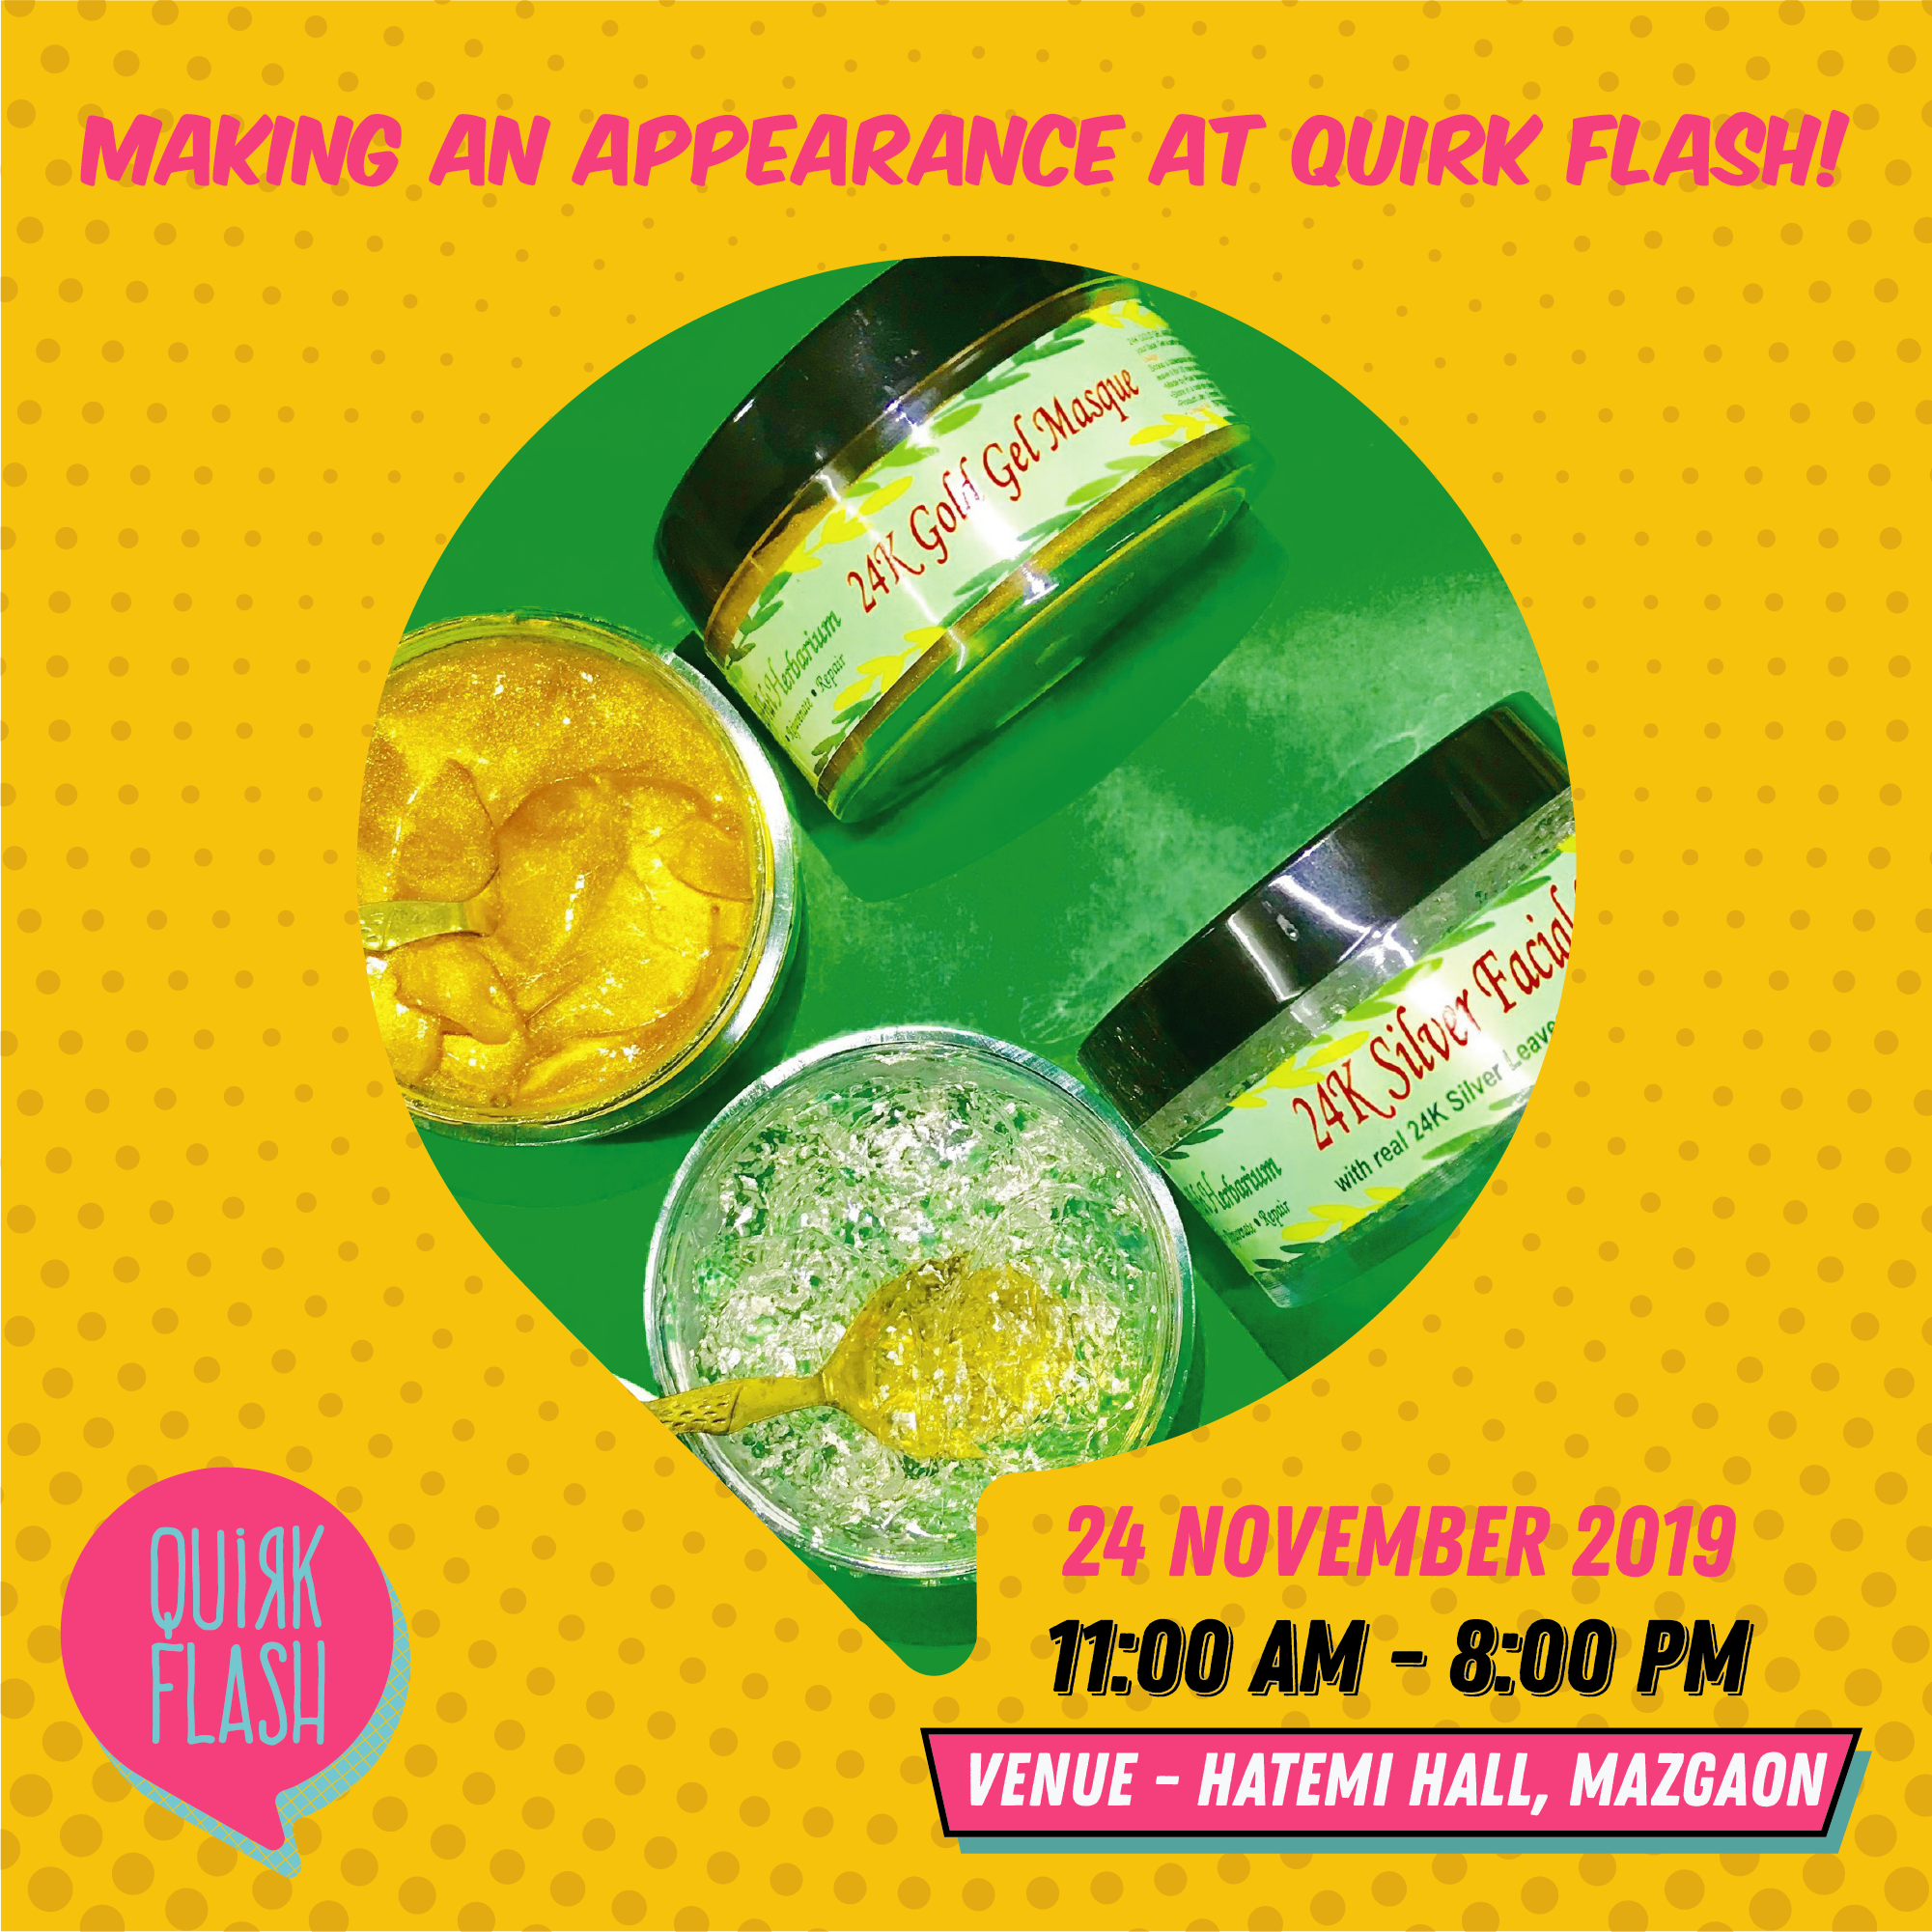 MAKING AN APPEARANCE AT QUIRK FLASH!
24K Gold Gel Masque
Herbarium
Repair
24K Silver Facial
with real 24K Silver
Herbarium
Repair
QUIRK
FLASH
24 NOVEMBER 2019
11:00 AM - 8:00 PM
VENUE - HATEMI HALL, MAZGAON